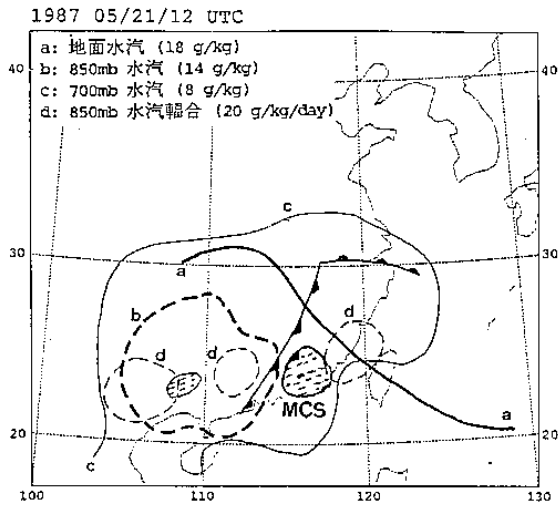 1987 05/21/12 UTC
a: 地面水汽 (18 g/kg)
b: 850mb 水汽 (14 g/kg)
c: 700mb 水汽 (8 g/kg)
d: 850mb 水汽輻合 (20 g/kg/day)
40
40
c
30
30
a
b
d
d
d
MCS
a
20
20
c
100
110
120
130